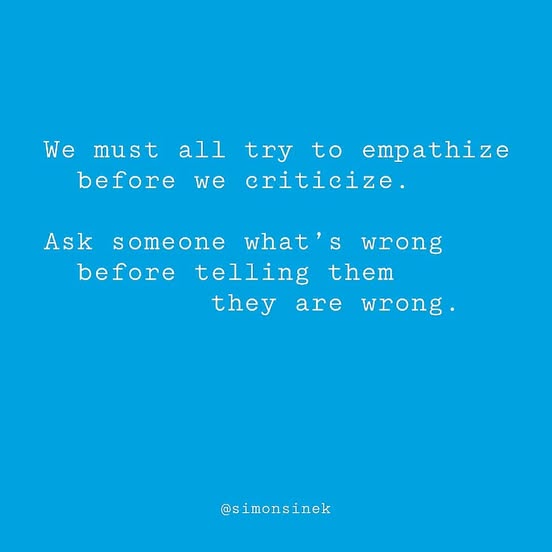 We must all try to empathize
before we criticize.
Ask someone what’s wrong
before telling them
they are wrong.
@simonsinek